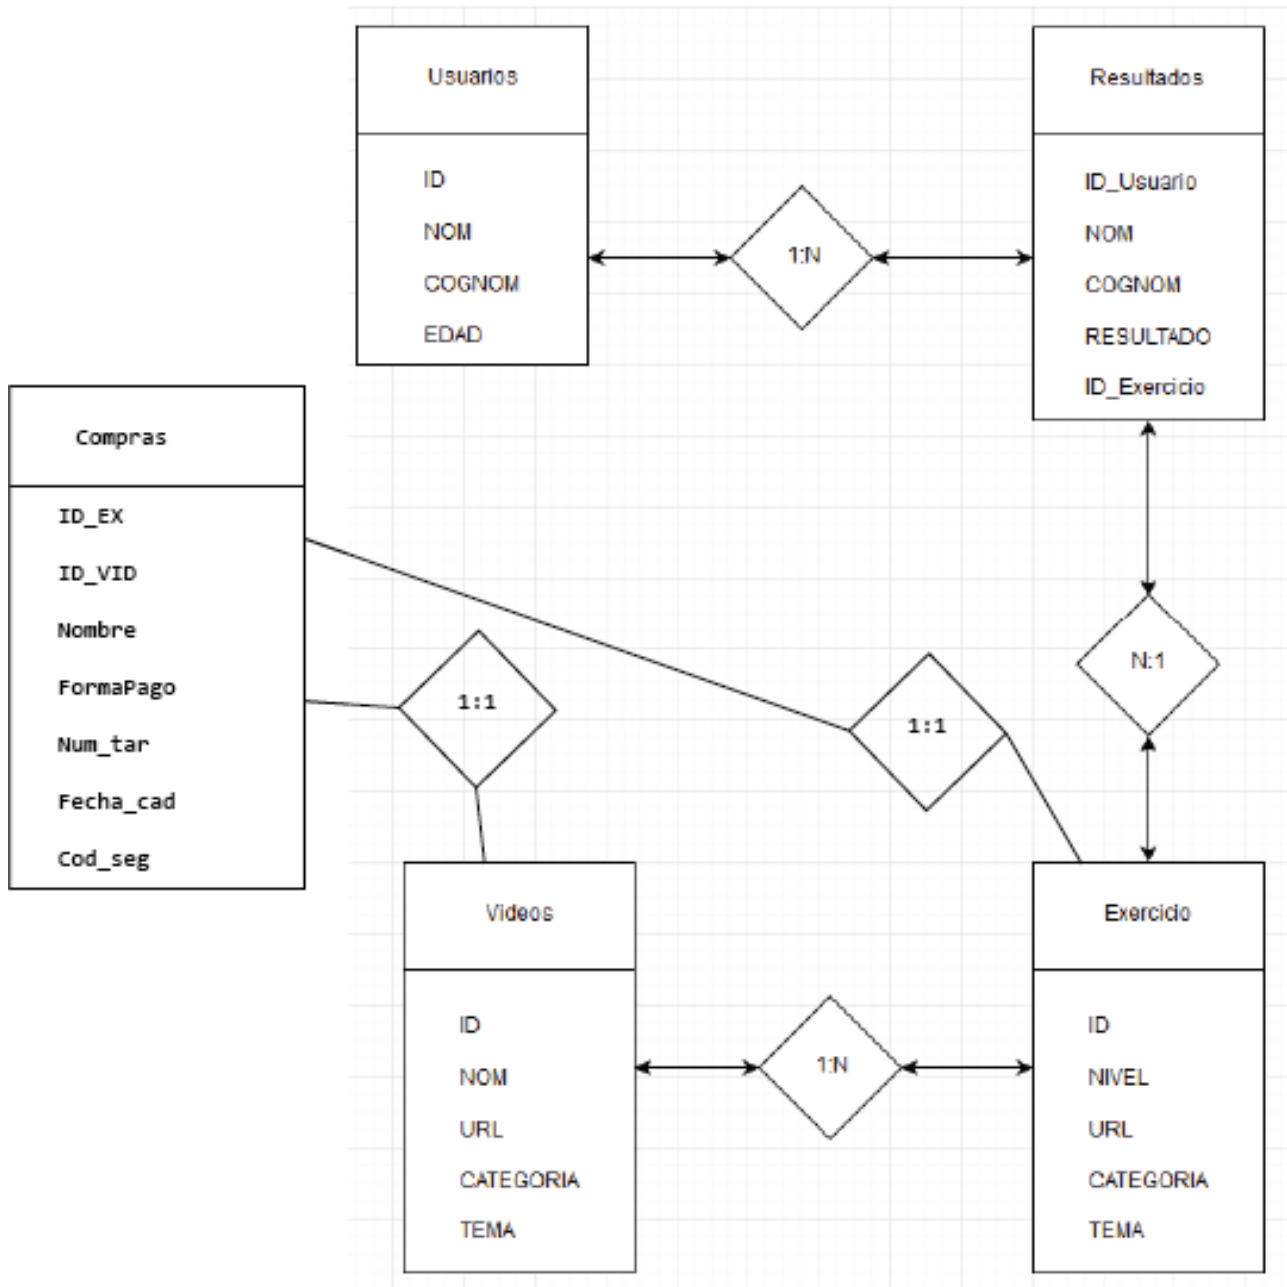 Usuarios
ID
NOM
COGNOM
EDAD
1:N
Resultados
ID_Usuario
NOM
COGNOM
RESULTADO
ID_Exercicio
Compras
ID_EX
ID_VID
Nombre
FormaPago
Num_tar
Fecha_cad
Cod_seg
1:1
1:1
N:1
Videos
ID
NOM
URL
CATEGORIA
TEMA
1:N
Exercicio
ID
NIVEL
URL
CATEGORIA
TEMA